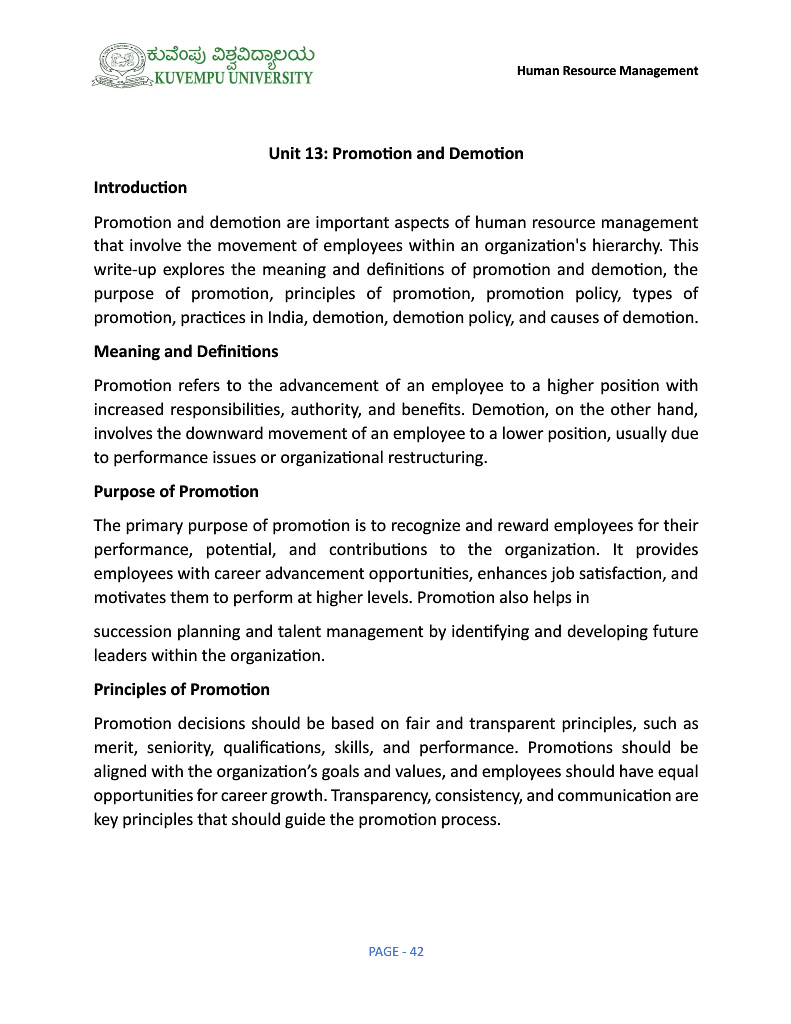 ಕುವೆಂಪು ವಿಶ್ವವಿದ್ಯಾಲಯ
KUVEMPU UNIVERSITY
Human Resource Management
Unit 13: Promotion and Demotion
Introduction
Promotion and demotion are important aspects of human resource management
that involve the movement of employees within an organization's hierarchy. This
write-up explores the meaning and definitions of promotion and demotion, the
purpose of promotion, principles of promotion, promotion policy, types of
promotion, practices in India, demotion, demotion policy, and causes of demotion.
Meaning and Definitions
Promotion refers to the advancement of an employee to a higher position with
increased responsibilities, authority, and benefits. Demotion, on the other hand,
involves the downward movement of an employee to a lower position, usually due
to performance issues or organizational restructuring.
Purpose of Promotion
The primary purpose of promotion is to recognize and reward employees for their
performance, potential, and contributions to the organization. It provides
employees with career advancement opportunities, enhances job satisfaction, and
motivates them to perform at higher levels. Promotion also helps in
succession planning and talent management by identifying and developing future
leaders within the organization.
Principles of Promotion
Promotion decisions should be based on fair and transparent principles, such as
merit, seniority, qualifications, skills, and performance. Promotions should be
aligned with the organization’s goals and values, and employees should have equal
opportunities for career growth. Transparency, consistency, and communication are
key principles that should guide the promotion process.
PAGE - 42